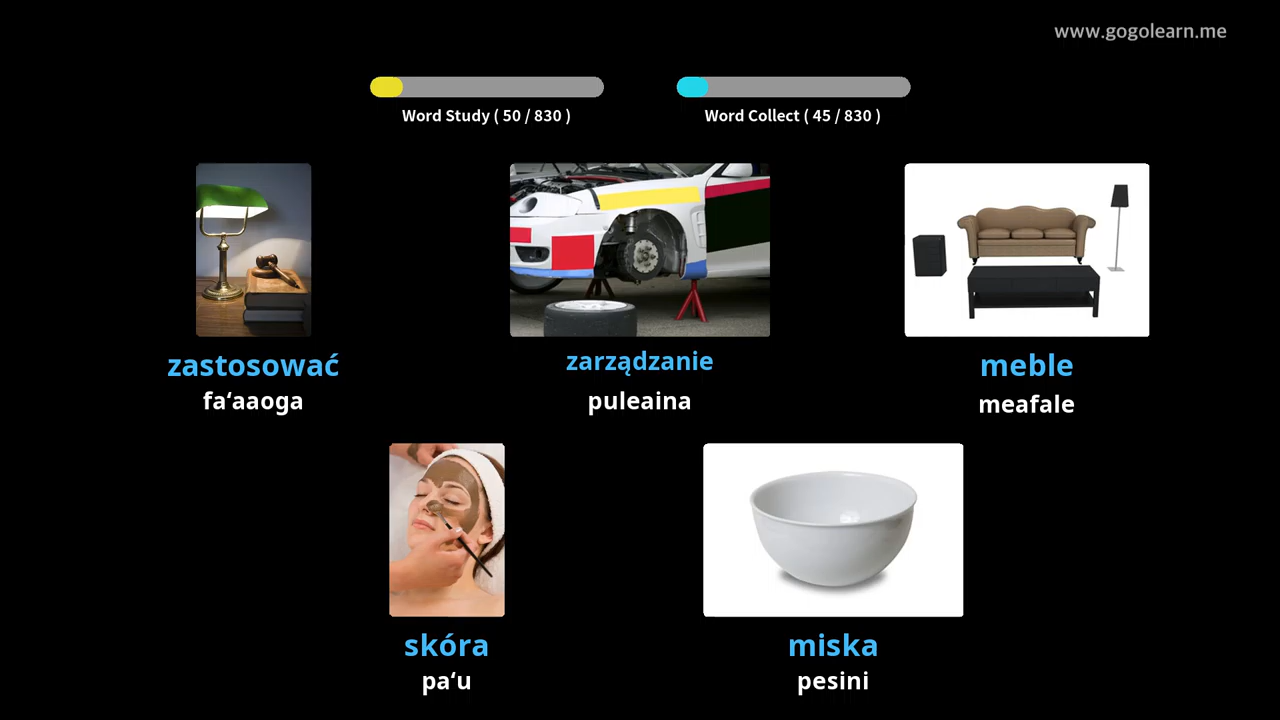 www.gogolearn.me
Word Study ( 50 / 830 )
Word Collect ( 45 / 830 )
zastosować
faʻaaoga
zarządzanie
puleaina
meble
meafale
skóra
paʻu
miska
pesini